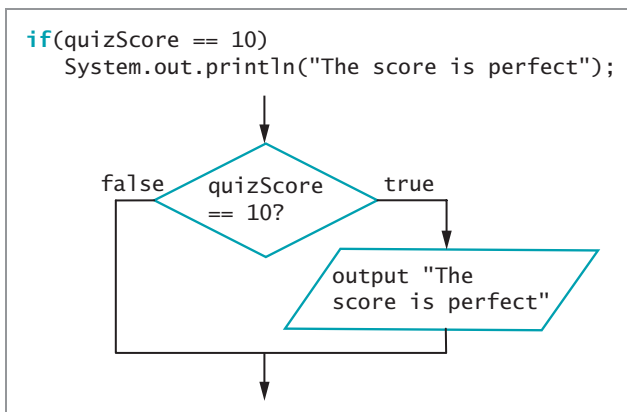 if(quizScore == 10)
System.out.println("The score is perfect");
false
quizScore
== 10?
true
output "The
score is perfect"